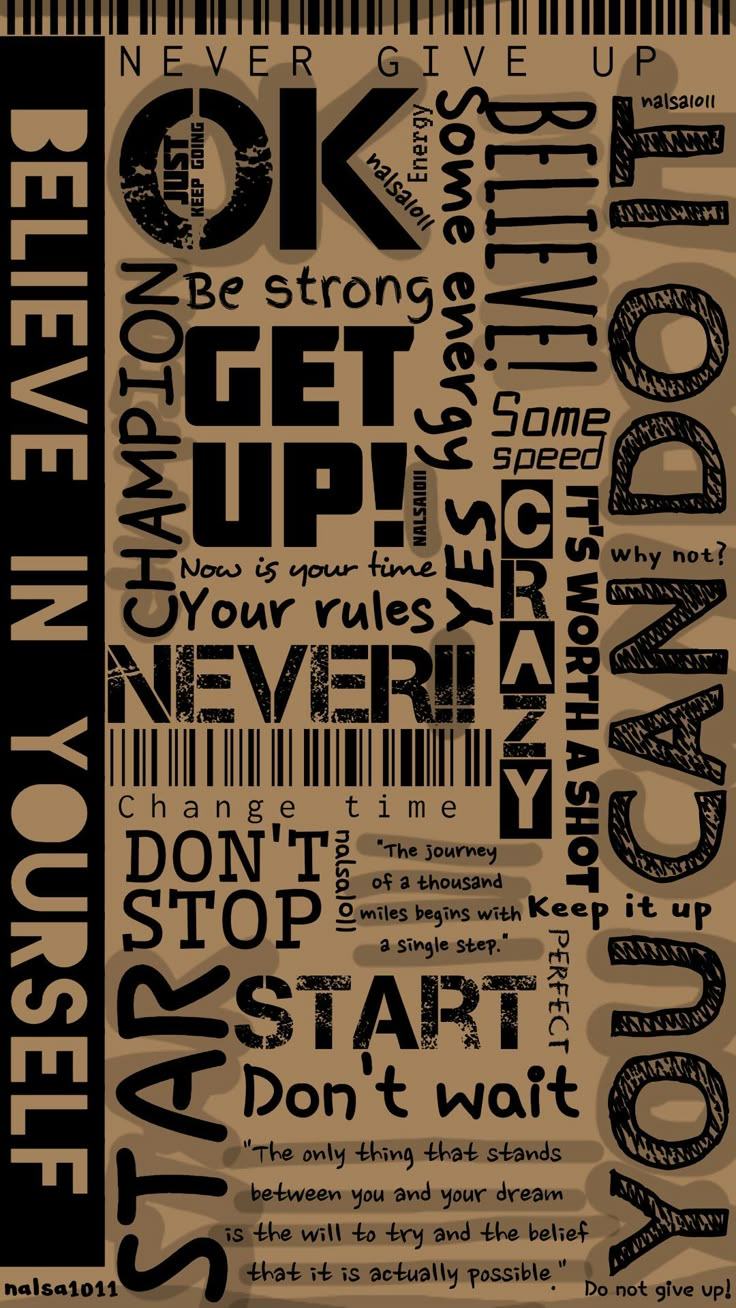 NEVER GIVE UP
BELIEVE IN YOURSELF
OK
JUST
KEEP GOING
Energy
nalsa1011
Some energy
BELIEVE!
nalsa1011
YOU CAN DO IT
CHAMPION
Be strong
GET
UP!
NALSA1011
Some
speed
SEY
CRAZY
IT'S WORTH A SHOT
why not?
Now is your time
Your rules
NEVER!!
Change time
DON'T
STOP
nalsa1011
"The journey
of a thousand
miles begins with
a single step."
Keep it up
PERFECT
STAR
START
Don't wait
"The only thing that stands
between you and your dream
is the will to try and the belief
that it is actually possible."
nalsa1011
Do not give up!